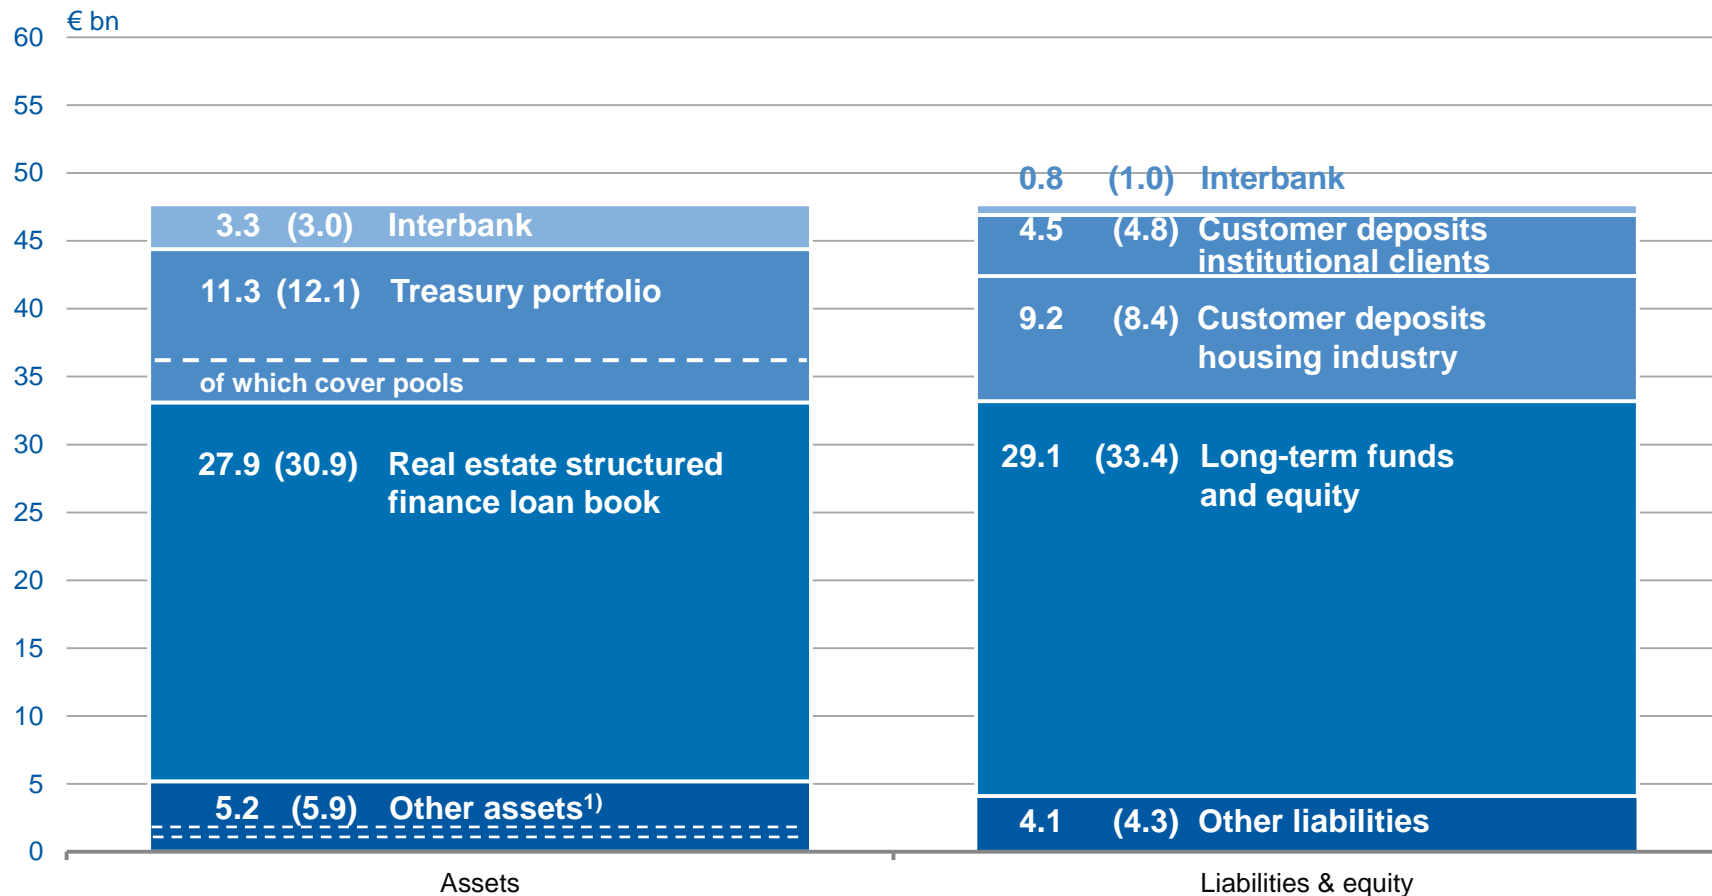 € bn
60
55
50
45
40
35
30
25
20
15
10
5
0
3.3 (3.0) Interbank
11.3 (12.1) Treasury portfolio
of which cover pools
27.9 (30.9) Real estate structured
finance loan book
5.2 (5.9) Other assets1)
Assets
0.8 (1.0) Interbank
4.5 (4.8) Customer deposits
institutional clients
9.2 (8.4) Customer deposits
housing industry
29.1 (33.4) Long-term funds
and equity
4.1 (4.3) Other liabilities
Liabilities & equity